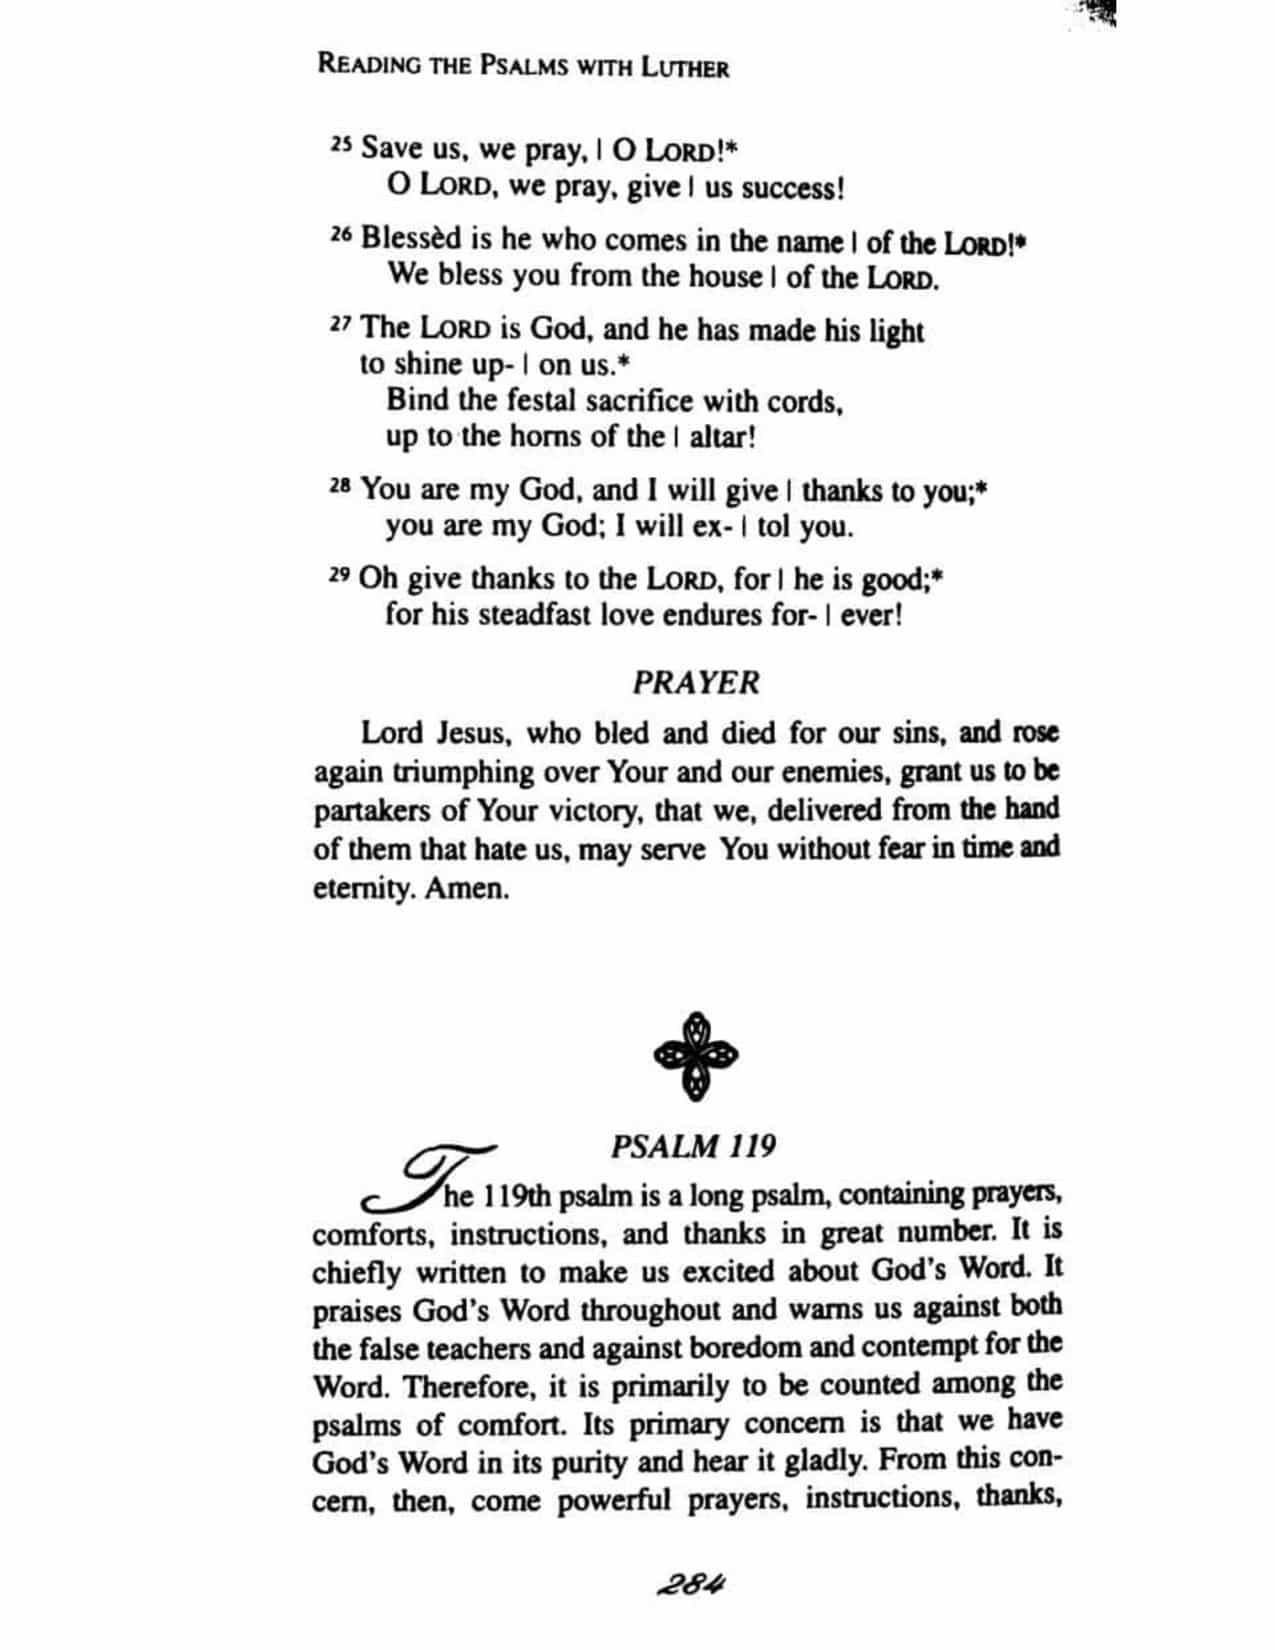 READING THE PSALMS WITH LUTHER
25 Save us, we pray, | O LORD!*
O LORD, we pray, give | us success!
26 Blessèd is he who comes in the name | of the LORD!*
We bless you from the house | of the LORD.
27 The LORD is God, and he has made his light
to shine up- | on us.*
Bind the festal sacrifice with cords,
up to the horns of the | altar!
28 You are my God, and I will give | thanks to you;*
you are my God; I will ex- | tol you.
29 Oh give thanks to the LORD, for | he is good;*
for his steadfast love endures for- | ever!
PRAYER
Lord Jesus, who bled and died for our sins, and rose
again triumphing over Your and our enemies, grant us to be
partakers of Your victory, that we, delivered from the hand
of them that hate us, may serve You without fear in time and
eternity. Amen.
PSALM 119
The 119th psalm is a long psalm, containing prayers,
comforts, instructions, and thanks in great number. It is
chiefly written to make us excited about God's Word. It
praises God's Word throughout and warns us against both
the false teachers and against boredom and contempt for the
Word. Therefore, it is primarily to be counted among the
psalms of comfort. Its primary concern is that we have
God's Word in its purity and hear it gladly. From this con-
cern, then, come powerful prayers, instructions, thanks,
284